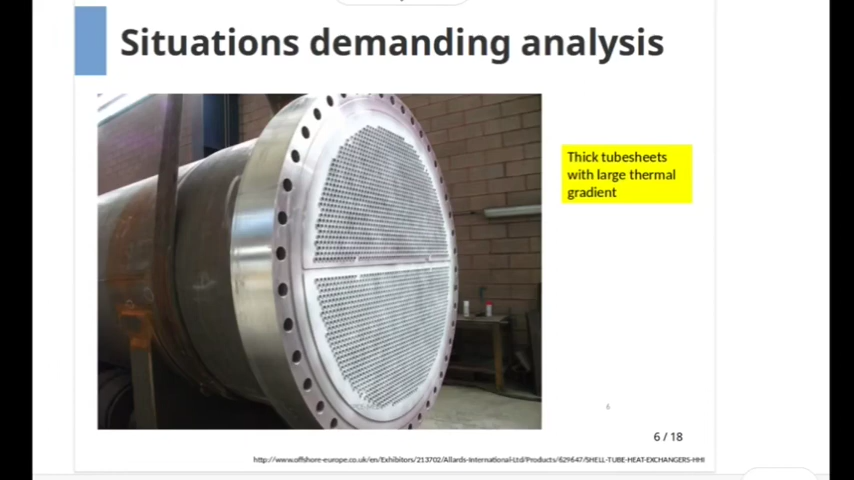 Situations demanding analysis
Thick tubesheets
with large thermal
gradient
6
6 / 18
http://www.offshore-europe.co.uk/en/Exhibitors/213702/Allards-International-Ltd/Products/629647/SHELL-TUBE-HEAT-EXCHANGERS-HHI